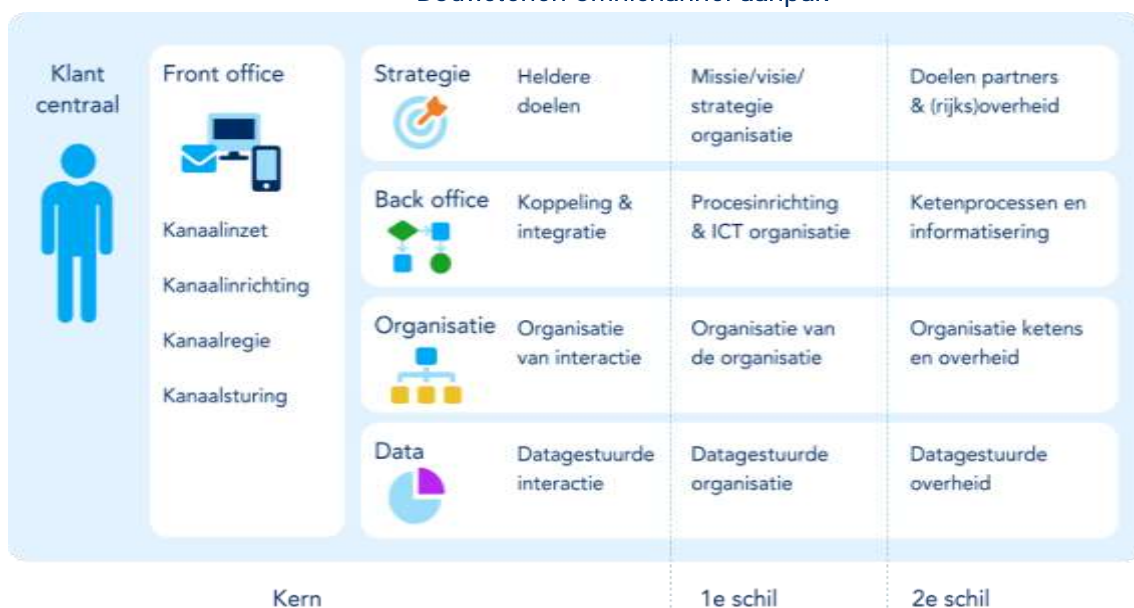 Klant
centraal
Front office
Kanaalinzet
Kanaalinrichting
Kanaalregie
Kanaalsturing
Strategie
Heldere
doelen
Missie/visie/
strategie
organisatie
Doelen partners
& (rijks)overheid
Back office
Koppeling &
integratie
Procesinrichting
& ICT organisatie
Ketenprocessen en
informatisering
Organisatie
Organisatie
van interactie
Organisatie van
de organisatie
Organisatie ketens
en overheid
Data
Datagestuurde
interactie
Datagestuurde
organisatie
Datagestuurde
overheid
Kern
1e schil
2e schil